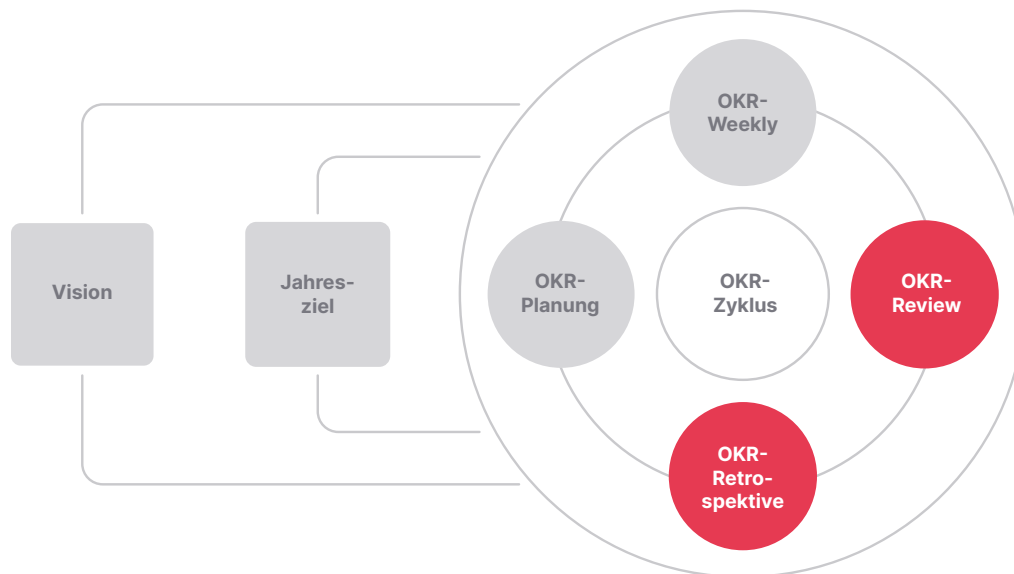 OKR-
Weekly
Vision
Jahres-
ziel
OKR-
Planung
OKR-
Zyklus
OKR-
Review
OKR-
Retro-
spektive